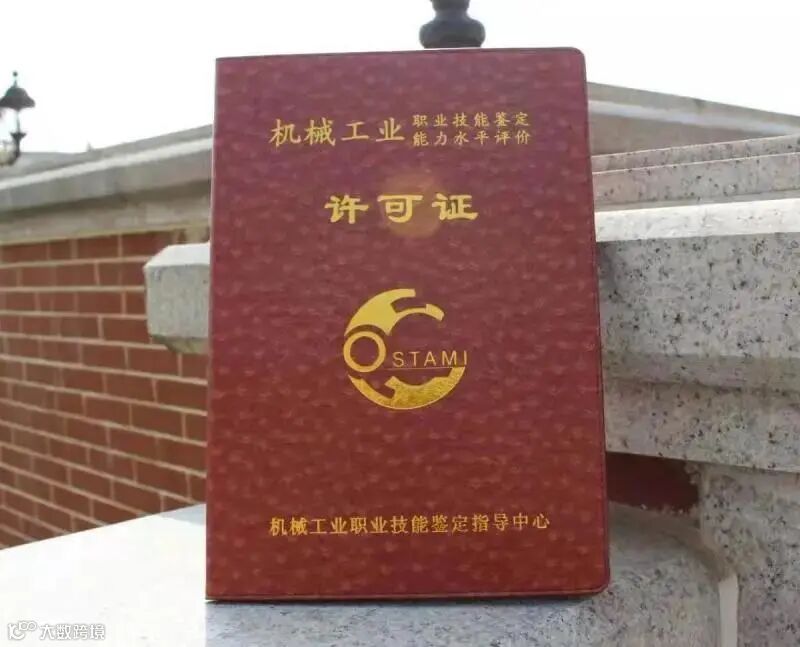 机械工业 职业技能鉴定
能力水平评价
许可证
OSTAMI
机械工业职业技能鉴定指导中心
大数跨境